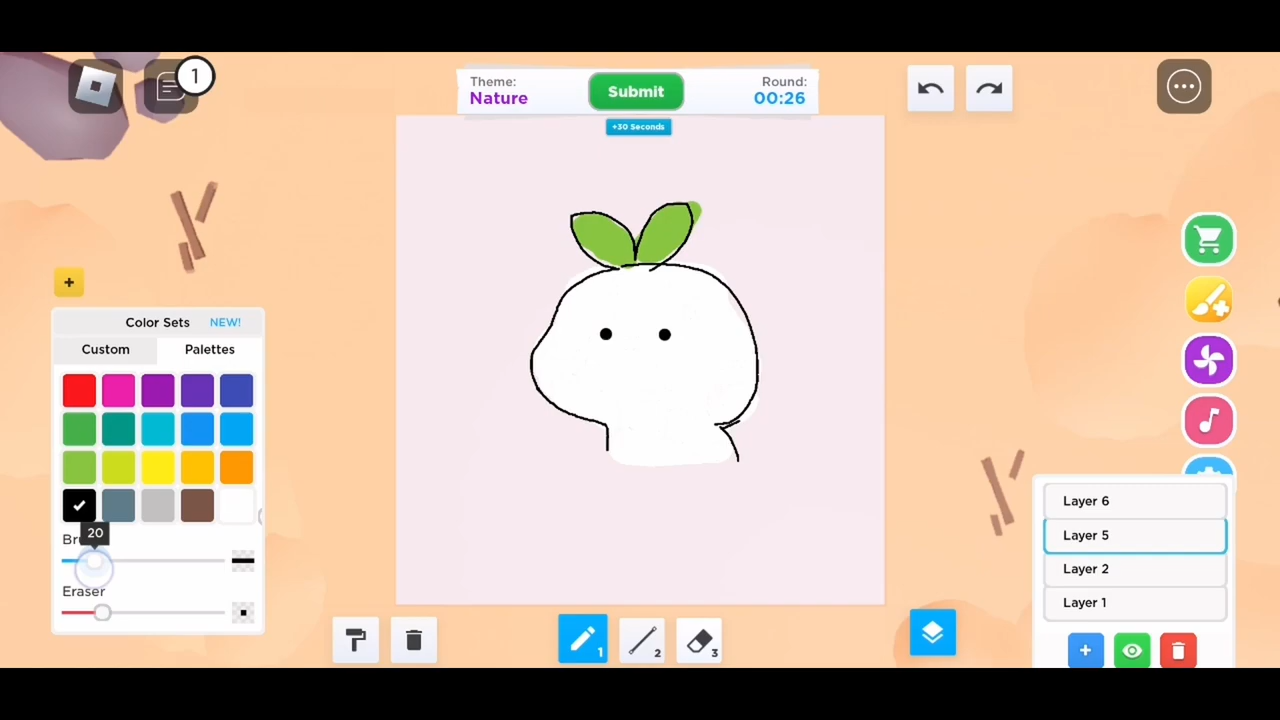 1
Theme:
Nature
Submit
Round:
00:26
+30 Seconds
+
Color Sets NEW!
Custom
Palettes
20
Eraser
1
2
3
Layer 6
Layer 5
Layer 2
Layer 1
+